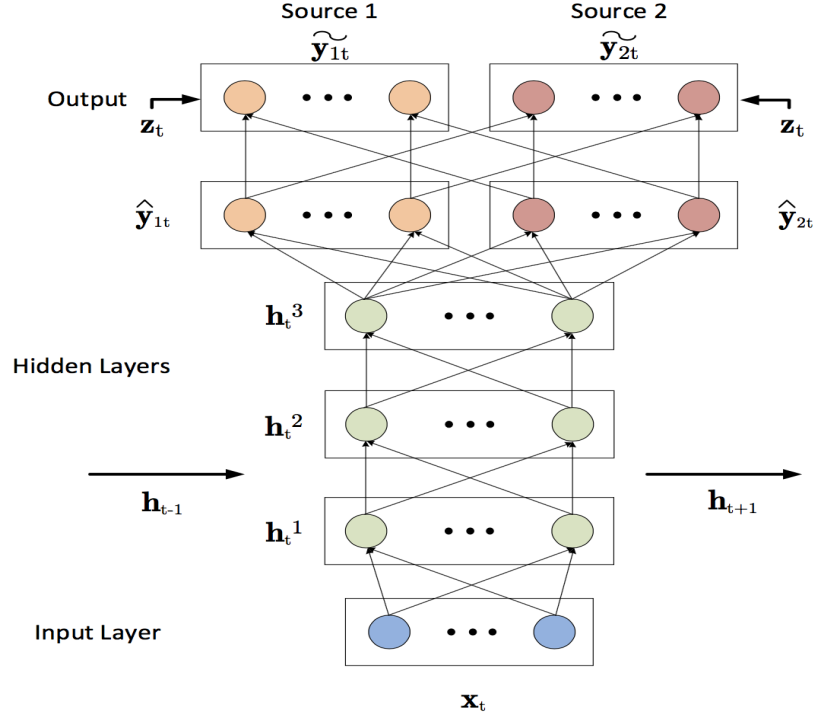 Source 1 Source 2
ỹ₁ₜ ỹ₂ₜ
Output
zₜ zₜ
ŷ₁ₜ ŷ₂ₜ
hₜ³
Hidden Layers
hₜ²
hₜ₋₁ hₜ₊₁
hₜ¹
Input Layer
xₜ